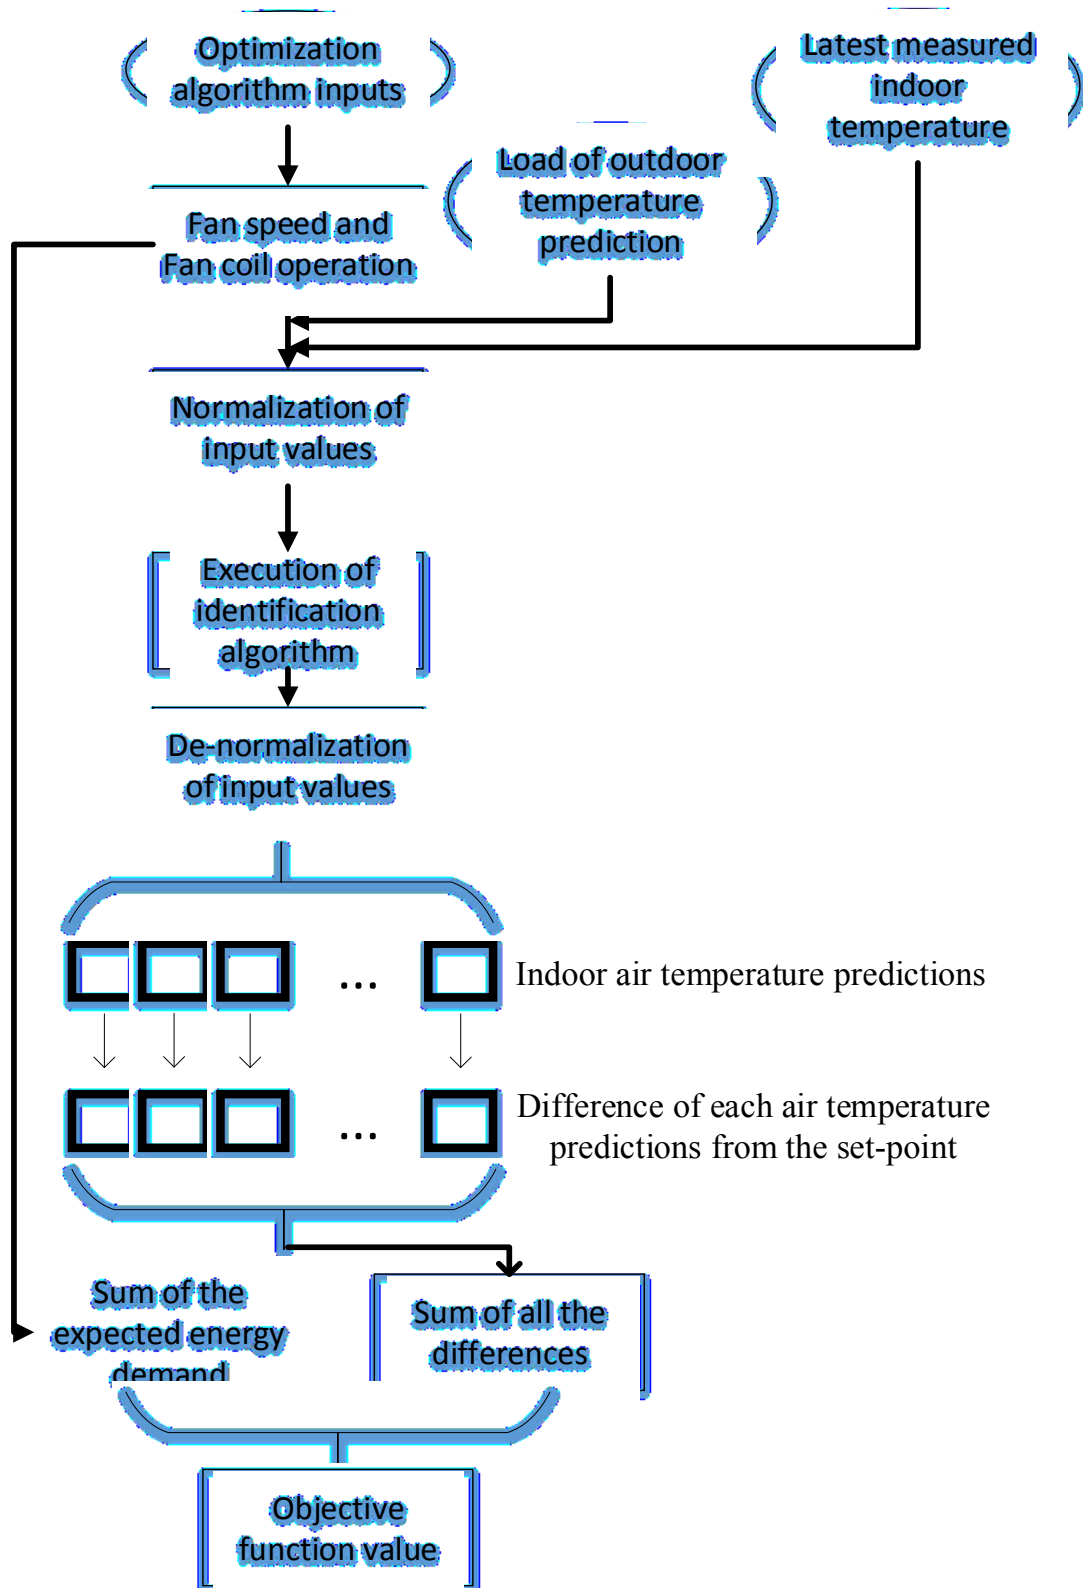 Optimization
algorithm inputs
Latest measured
indoor
temperature
Load of outdoor
temperature
prediction
Fan speed and
Fan coil operation
Normalization of
input values
Execution of
identification
algorithm
De-normalization
of input values
...
Indoor air temperature predictions
...
Difference of each air temperature
predictions from the set-point
Sum of the
expected energy
demand
Sum of all the
differences
Objective
function value